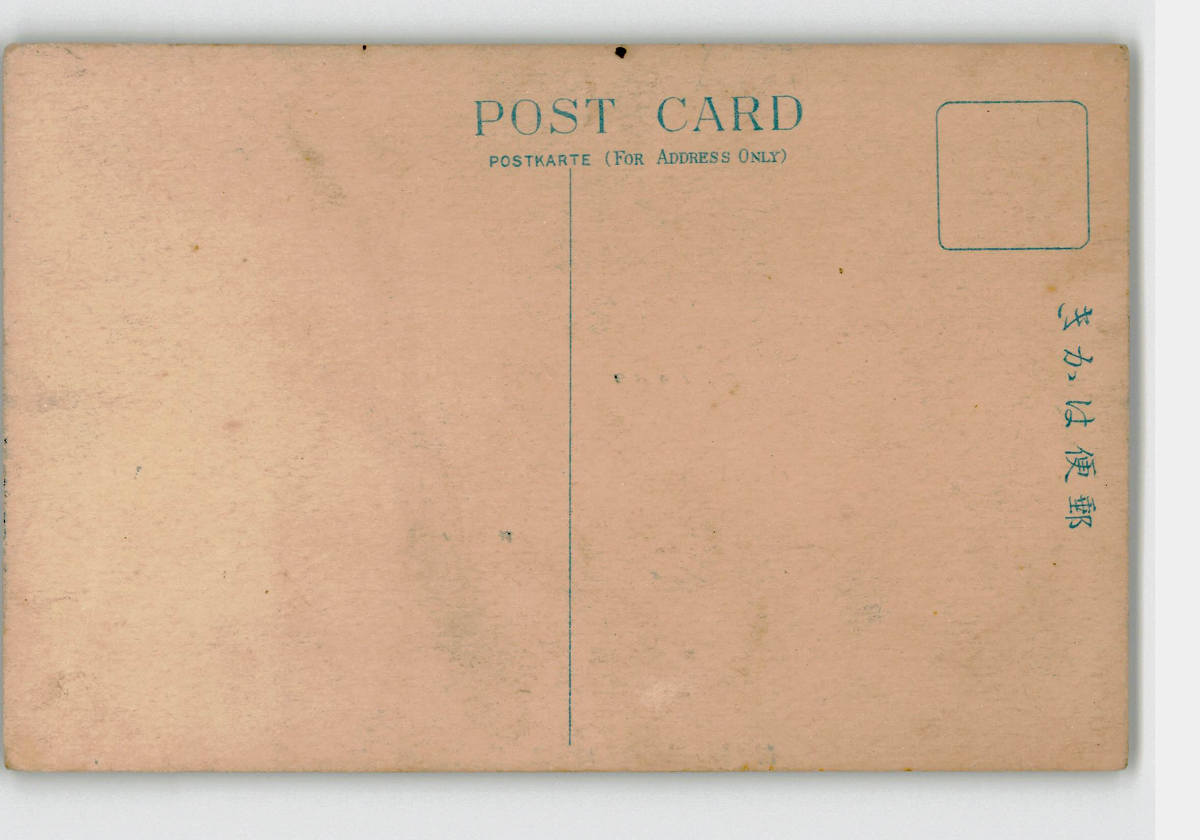 POST CARD
POSTKARTE (FOR ADDRESS ONLY)
郵便はかき